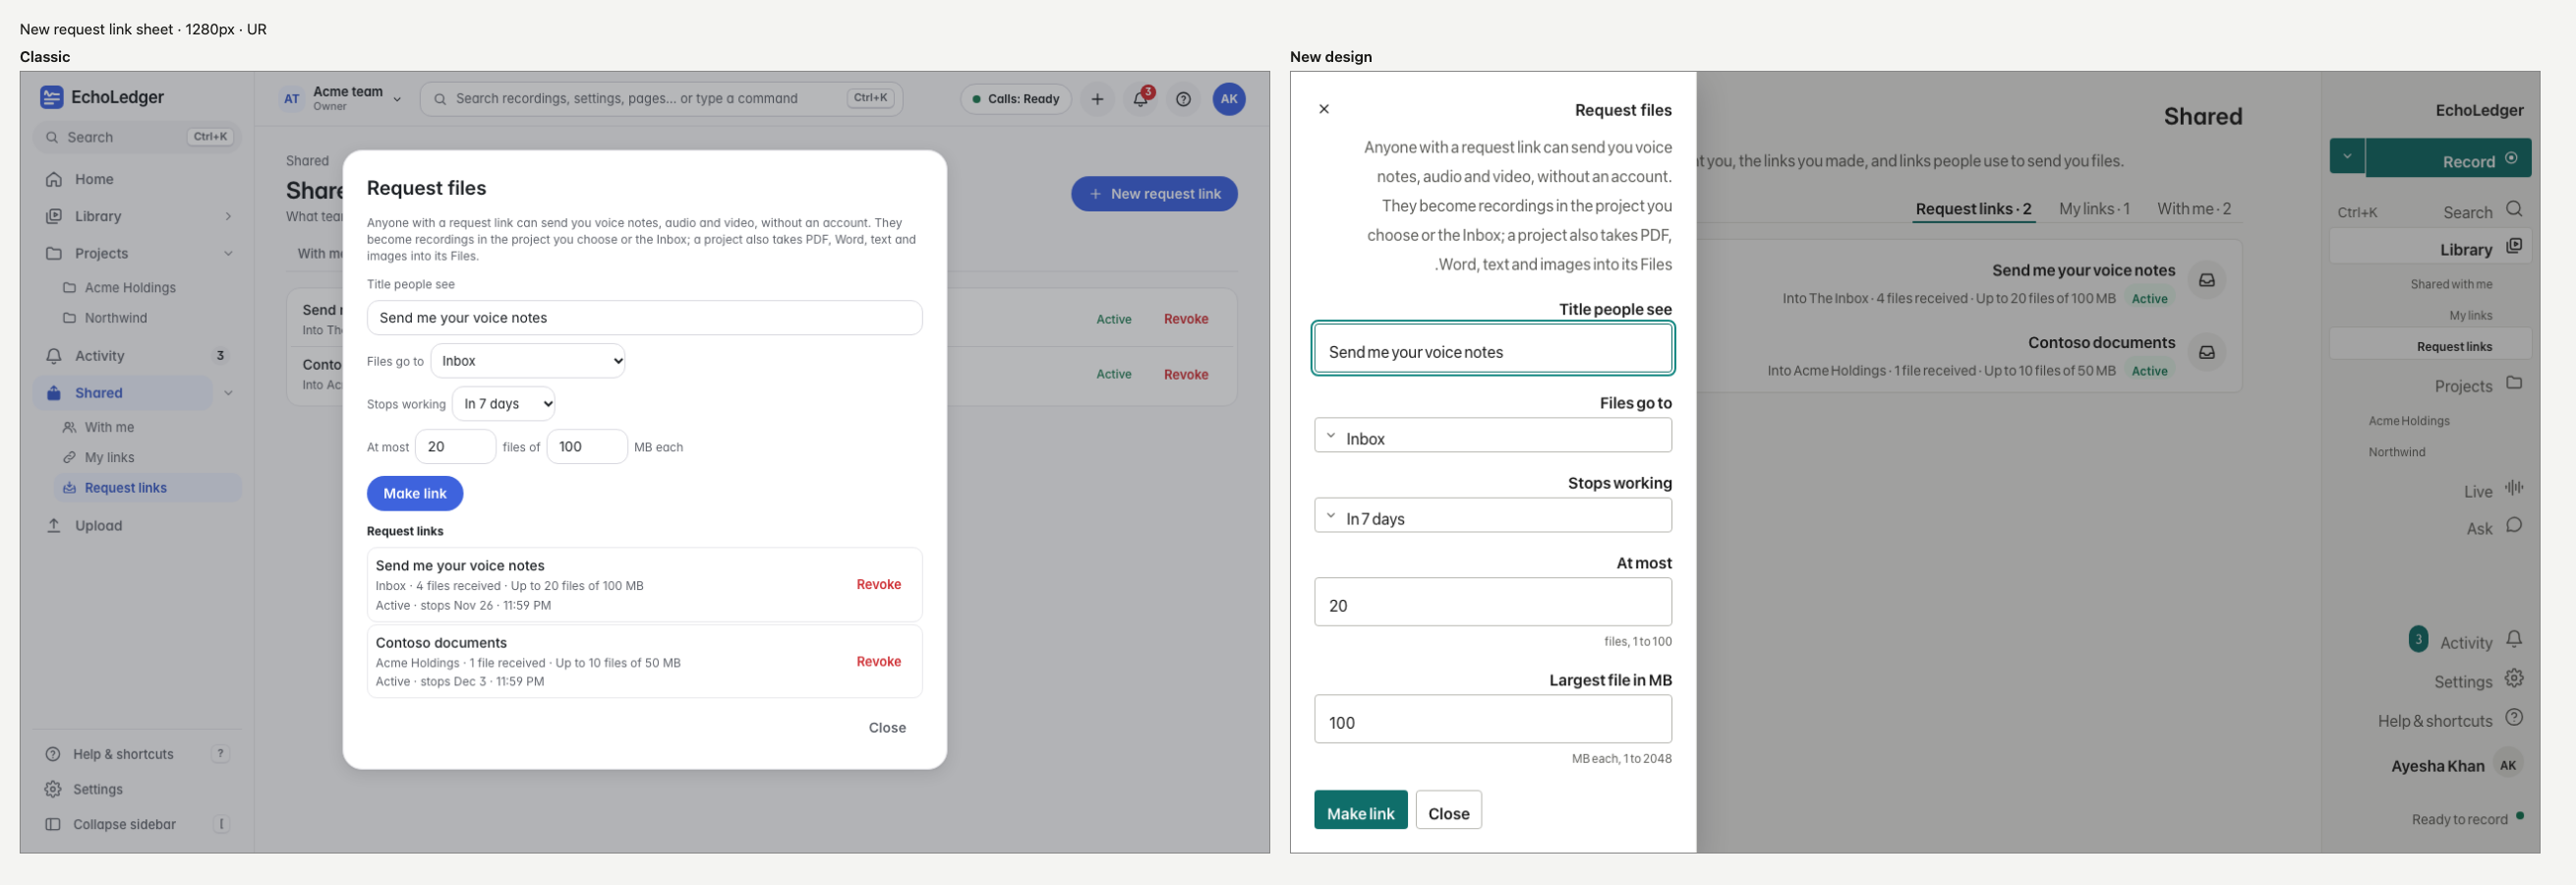 New request link sheet · 1280px · UR
Classic
EchoLedger
Search
Ctrl+K
Home
Library
Projects
Acme Holdings
Northwind
Activity
3
Shared
With me
My links
Request links
Upload
Help & shortcuts
?
Settings
Collapse sidebar
[
AT
Acme team
Owner
Search recordings, settings, pages... or type a command
Ctrl+K
Calls: Ready
3
AK
Shared
New request link
Active
Revoke
Active
Revoke
Request files
Anyone with a request link can send you voice notes, audio and video, without an account. They
become recordings in the project you choose or the Inbox; a project also takes PDF, Word, text and
images into its Files.
Title people see
Send me your voice notes
Files go to
Inbox
Stops working
In 7 days
At most
20
files of
100
MB each
Make link
Request links
Send me your voice notes
Inbox · 4 files received · Up to 20 files of 100 MB
Active · stops Nov 26 · 11:59 PM
Revoke
Contoso documents
Acme Holdings · 1 file received · Up to 10 files of 50 MB
Active · stops Dec 3 · 11:59 PM
Revoke
Close
New design
Request files
Anyone with a request link can send you voice
notes, audio and video, without an account.
They become recordings in the project you
choose or the Inbox; a project also takes PDF,
.Word, text and images into its Files
Title people see
Send me your voice notes
Files go to
Inbox
Stops working
In 7 days
At most
20
files, 1 to 100
Largest file in MB
100
MB each, 1 to 2048
Make link
Close
Shared
t you, the links you made, and links people use to send you files.
Request links · 2
My links · 1
With me · 2
Send me your voice notes
Into The Inbox · 4 files received · Up to 20 files of 100 MB
Active
Contoso documents
Into Acme Holdings · 1 file received · Up to 10 files of 50 MB
Active
EchoLedger
Record
Ctrl+K
Search
Library
Shared with me
My links
Request links
Projects
Acme Holdings
Northwind
Live
Ask
3
Activity
Settings
Help & shortcuts
Ayesha Khan
AK
Ready to record